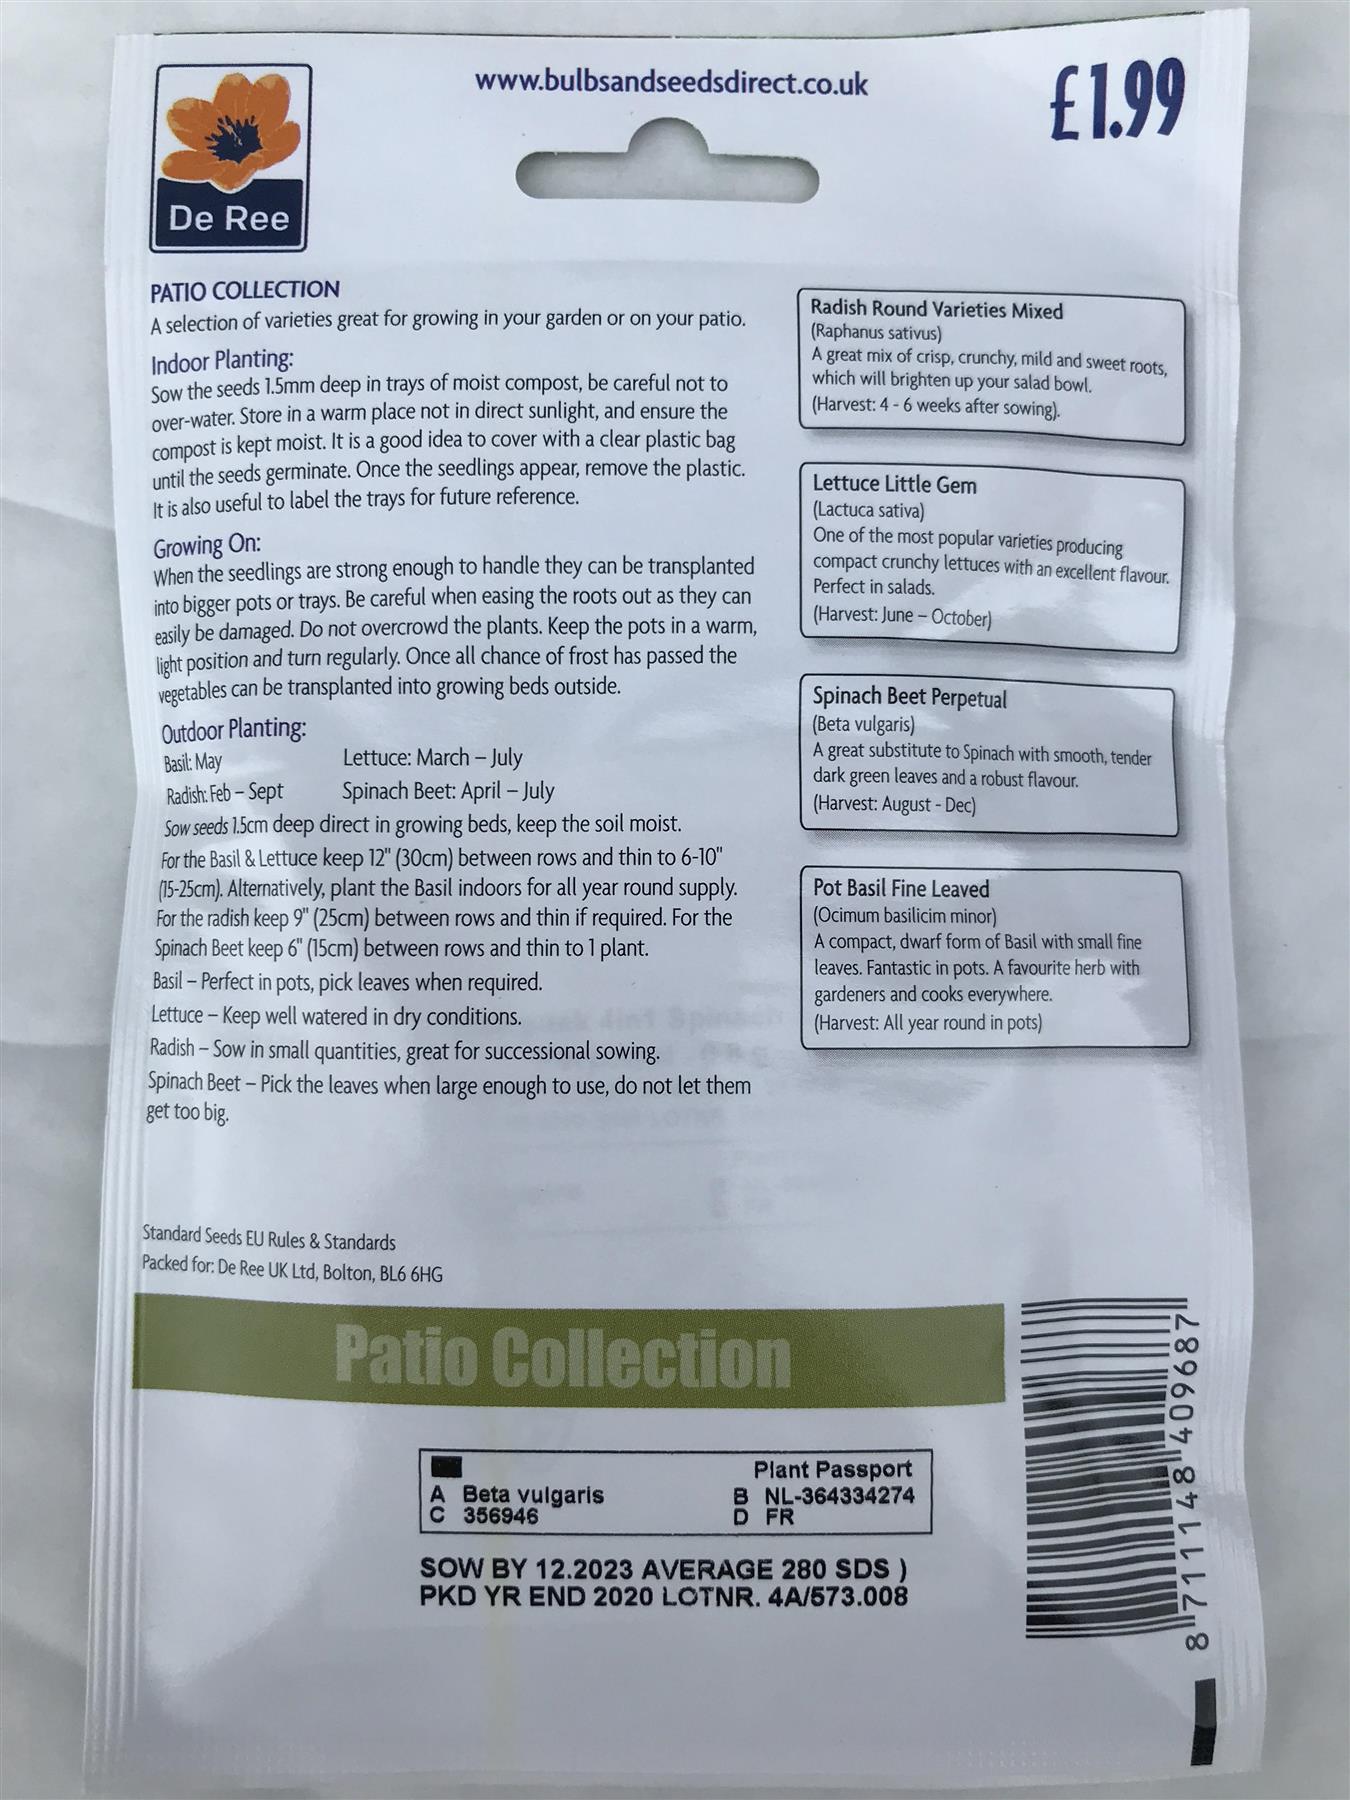 www.bulbsandseedsdirect.co.uk
£1.99
De Ree
PATIO COLLECTION
A selection of varieties great for growing in your garden or on your patio.
Indoor Planting:
Sow the seeds 1.5mm deep in trays of moist compost, be careful not to
over-water. Store in a warm place not in direct sunlight, and ensure the
compost is kept moist. It is a good idea to cover with a clear plastic bag
until the seeds germinate. Once the seedlings appear, remove the plastic.
It is also useful to label the trays for future reference.
Growing On:
When the seedlings are strong enough to handle they can be transplanted
into bigger pots or trays. Be careful when easing the roots out as they can
easily be damaged. Do not overcrowd the plants. Keep the pots in a warm,
light position and turn regularly. Once all chance of frost has passed the
vegetables can be transplanted into growing beds outside.
Outdoor Planting:
Basil: May Lettuce: March – July
Radish: Feb – Sept Spinach Beet: April – July
Sow seeds 1.5cm deep direct in growing beds, keep the soil moist.
For the Basil & Lettuce keep 12" (30cm) between rows and thin to 6-10"
(15-25cm). Alternatively, plant the Basil indoors for all year round supply.
For the radish keep 9" (25cm) between rows and thin if required. For the
Spinach Beet keep 6" (15cm) between rows and thin to 1 plant.
Basil – Perfect in pots, pick leaves when required.
Lettuce – Keep well watered in dry conditions.
Radish – Sow in small quantities, great for successional sowing.
Spinach Beet – Pick the leaves when large enough to use, do not let them
get too big.
Radish Round Varieties Mixed
(Raphanus sativus)
A great mix of crisp, crunchy, mild and sweet roots,
which will brighten up your salad bowl.
(Harvest: 4 - 6 weeks after sowing).
Lettuce Little Gem
(Lactuca sativa)
One of the most popular varieties producing
compact crunchy lettuces with an excellent flavour.
Perfect in salads.
(Harvest: June – October)
Spinach Beet Perpetual
(Beta vulgaris)
A great substitute to Spinach with smooth, tender
dark green leaves and a robust flavour.
(Harvest: August - Dec)
Pot Basil Fine Leaved
(Ocimum basilicim minor)
A compact, dwarf form of Basil with small fine
leaves. Fantastic in pots. A favourite herb with
gardeners and cooks everywhere.
(Harvest: All year round in pots)
Standard Seeds EU Rules & Standards
Packed for: De Ree UK Ltd, Bolton, BL6 6HG
Patio Collection
Plant Passport
A Beta vulgaris B NL-364334274
C 356946 D FR
SOW BY 12.2023 AVERAGE 280 SDS )
PKD YR END 2020 LOTNR. 4A/573.008
8 711148 409687